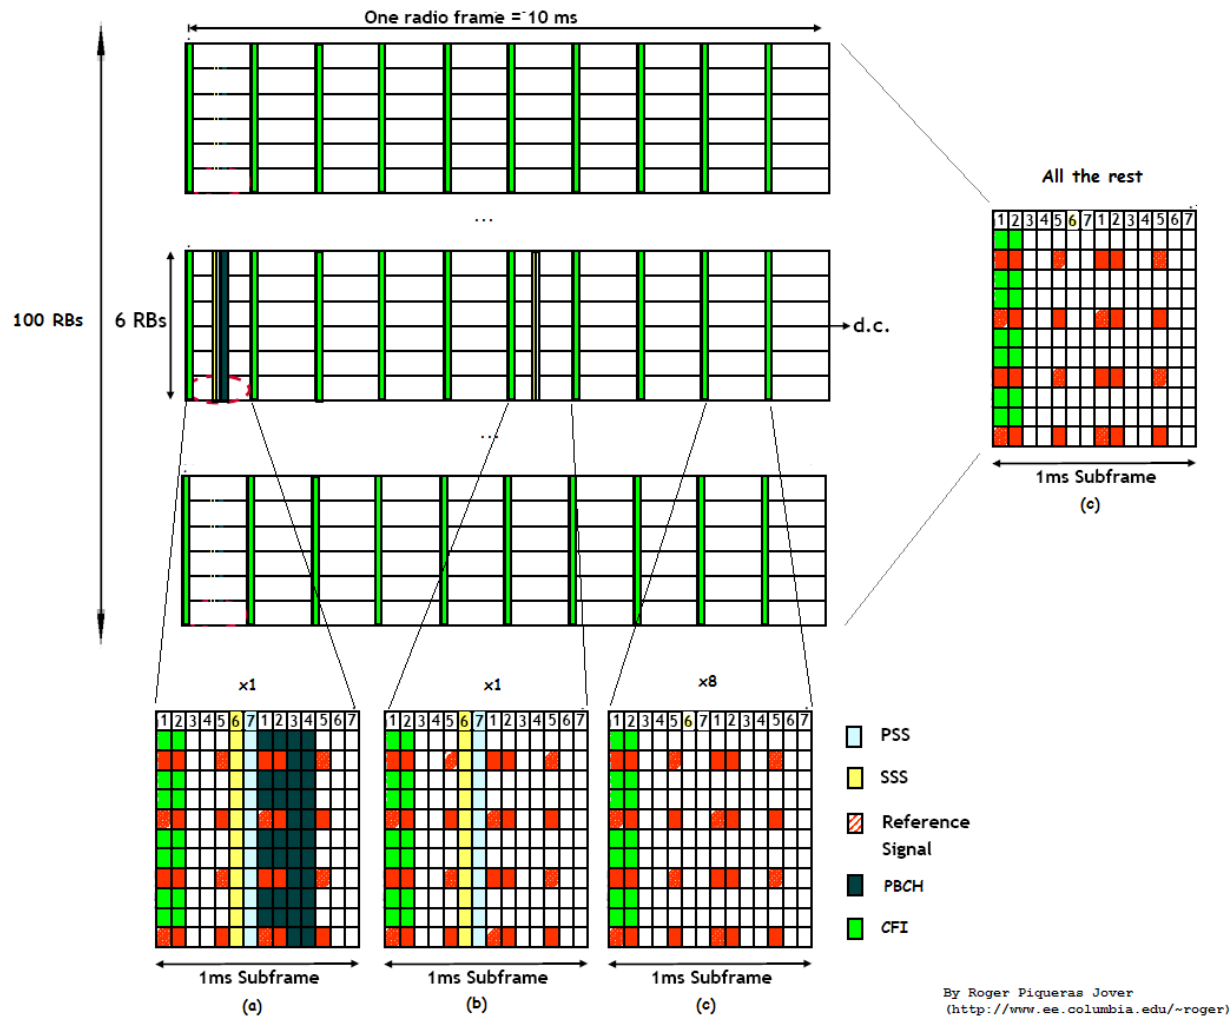 One radio frame = 10 ms
100 RBs
6 RBs
...
d.c.
...
All the rest
1 2 3 4 5 6 7 1 2 3 4 5 6 7
1ms Subframe
(c)
x1
x1
x8
1 2 3 4 5 6 7 1 2 3 4 5 6 7
1 2 3 4 5 6 7 1 2 3 4 5 6 7
1 2 3 4 5 6 7 1 2 3 4 5 6 7
1ms Subframe
(a)
1ms Subframe
(b)
1ms Subframe
(c)
PSS
SSS
Reference
Signal
PBCH
CFI
By Roger Piqueras Jover
(http://www.ee.columbia.edu/~roger)